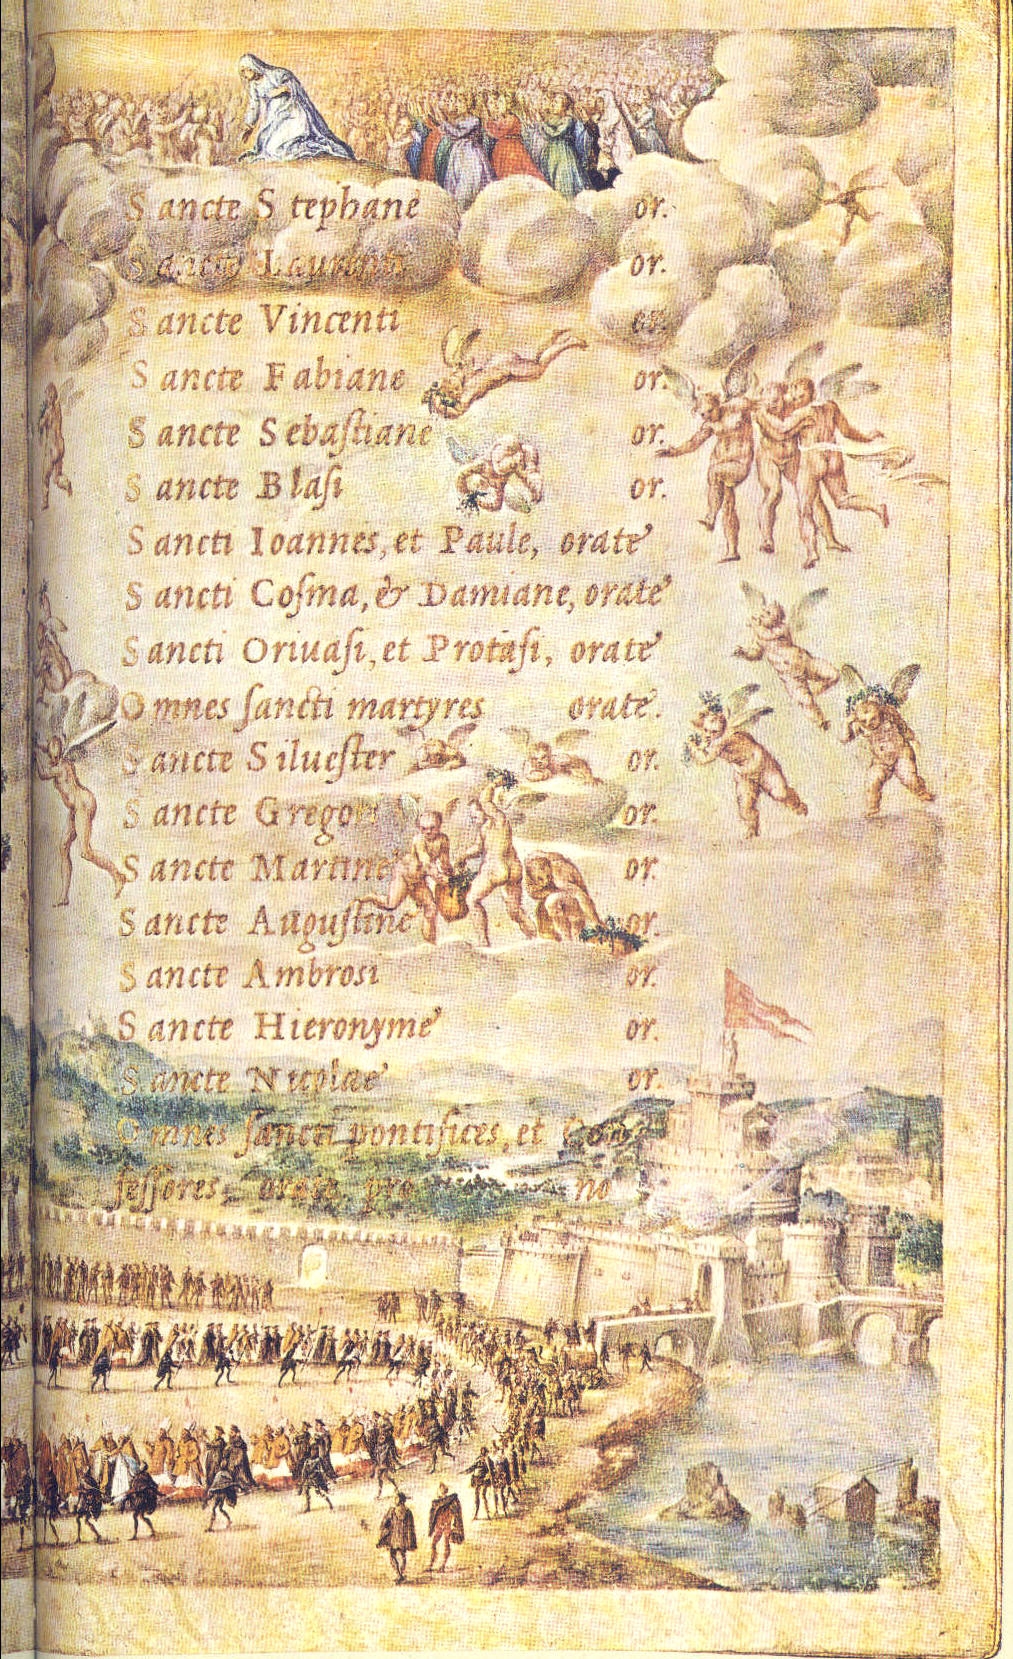 Sancte Stephane or.
Sancte Laurenti or.
Sancte Vincenti or.
Sancte Fabiane or.
Sancte Sebaſtiane or.
Sancte Blaſi or.
Sancti Ioannes, et Paule, orate
Sancti Coſma, & Damiane, orate
Sancti Oriuaſi, et Protaſi, orate
Omnes ſancti martyres orate.
Sancte Silueſter or.
Sancte Gregori or.
Sancte Martine or.
Sancte Auguſtine or.
Sancte Ambrosi or.
Sancte Hieronyme or.
Sancte Nicolae or.
Omnes ſancti pontifices, et Con
feſſores, orate pro no